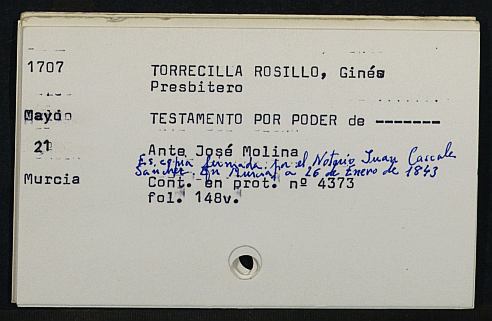 1707 TORRECILLA ROSILLO, Ginés
Presbitero
Mayo TESTAMENTO POR PODER de -------
21 Ante José Molina
Es copia firmada por el Notario Juan Cascales
Sanchez. En Murcia a 26 de Enero de 1843
Murcia Cont. en prot. nº 4373
fol. 148v.